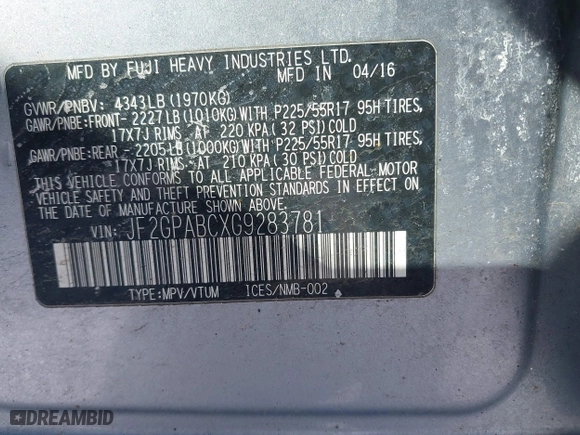 MFD BY FUJI HEAVY INDUSTRIES LTD.
MFD IN 04/16
GVWR/PNBV: 4343LB(1970KG)
GAWR/PNBE:FRONT- 2227LB(1010KG)WITH P225/55R17 95H TIRES,
17X7J RIMS AT 220 KPA(32 PSI)COLD
GAWR/PNBE:REAR - 2205LB(1000KG)WITH P225/55R17 95H TIRES,
17X7J RIMS AT 210 KPA(30 PSI)COLD
THIS VEHICLE CONFORMS TO ALL APPLICABLE FEDERAL MOTOR
VEHICLE SAFETY AND THEFT PREVENTION STANDARDS IN EFFECT ON
THE DATE OF MANUFACTURE SHOWN ABOVE.
VIN: JF2GPABCXG9283781
TYPE:MPV/VTUM ICES/NMB-002
DREAMBID